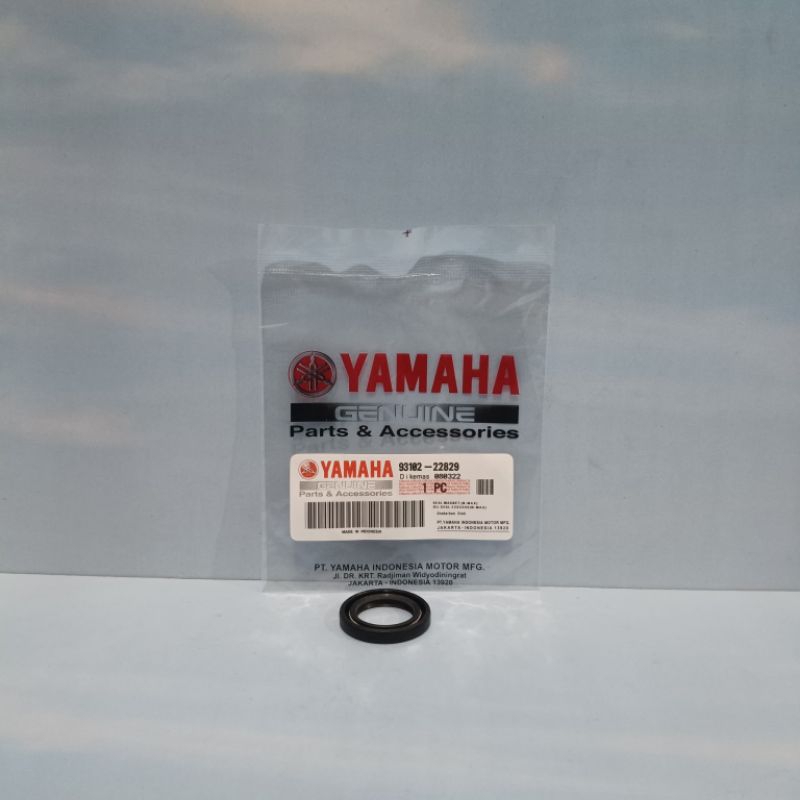 YAMAHA
GENUINE
Parts & Accessories
YAMAHA
GENUINE
Parts & Accessories
93102-22829
Dikemas 080322
1 PC
MADE IN INDONESIA
PT. YAMAHA INDONESIA MOTOR MFG.
JAKARTA - INDONESIA 13920
PT. YAMAHA INDONESIA MOTOR MFG.
Jl. DR. KRT. Radjiman Widyodiningrat
JAKARTA - INDONESIA 13920